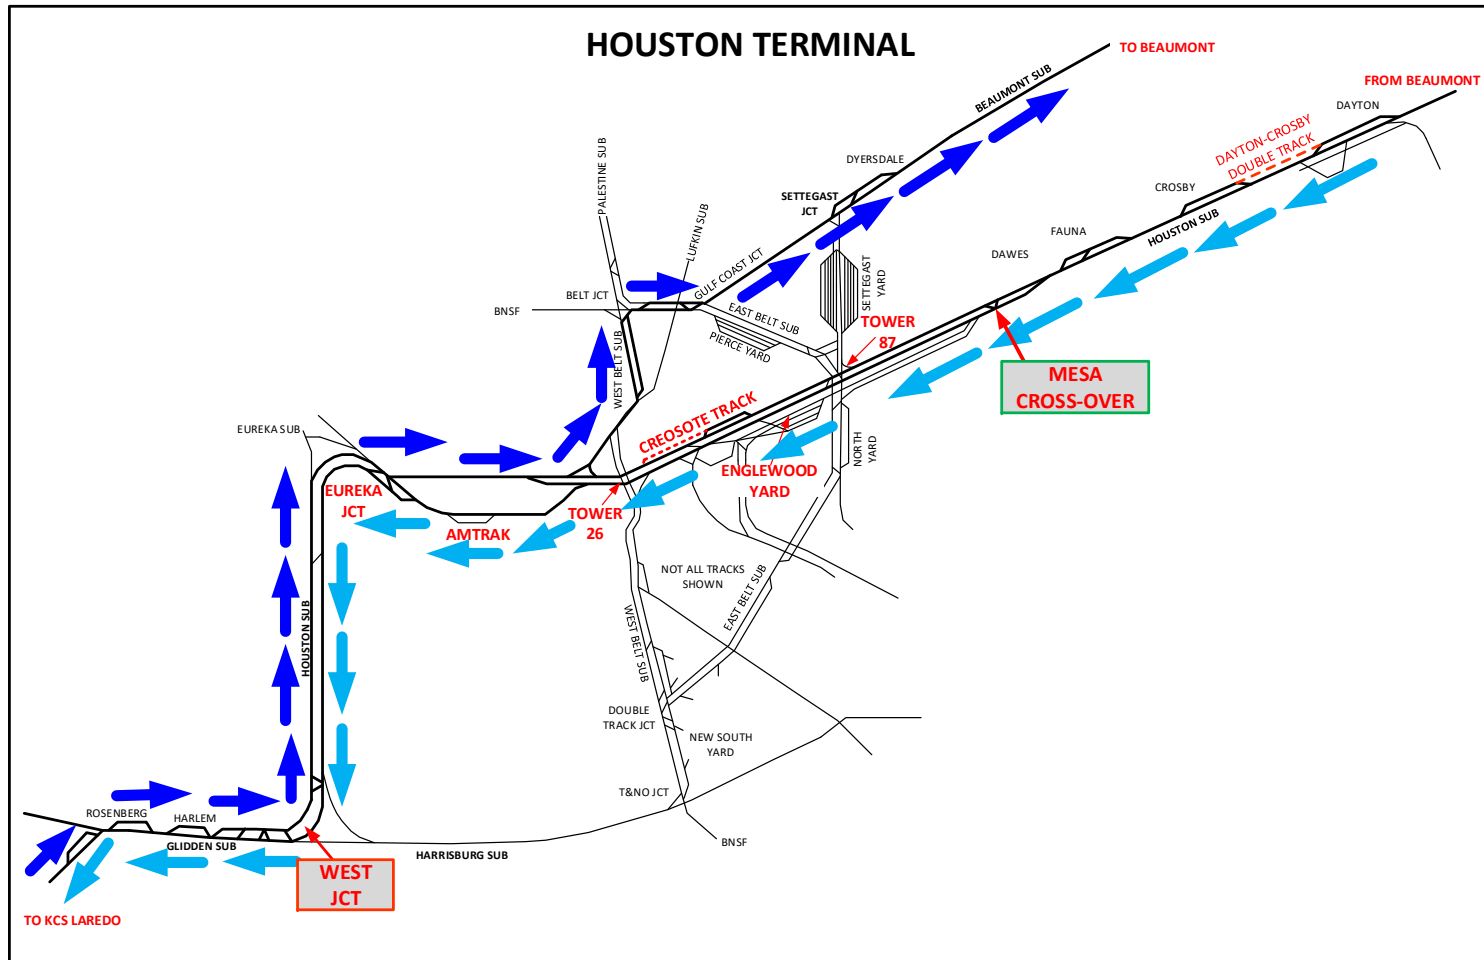 HOUSTON TERMINAL
TO BEAUMONT
FROM BEAUMONT
BEAUMONT SUB
DAYTON
DAYTON-CROSBY
DOUBLE TRACK
PALESTINE SUB
DYERSDALE
CROSBY
SETTEGAST
JCT
LUFKIN SUB
HOUSTON SUB
FAUNA
DAWES
GULF COAST JCT
SETTEGAST
YARD
BELT JCT
BNSF
EAST BELT SUB
TOWER
87
PIERCE YARD
WEST BELT SUB
MESA
CROSS-OVER
CREOSOTE TRACK
EUREKA SUB
NORTH
YARD
ENGLEWOOD
YARD
EUREKA
JCT
AMTRAK
TOWER
26
NOT ALL TRACKS
SHOWN
EAST BELT SUB
WEST BELT SUB
HOUSTON SUB
DOUBLE
TRACK JCT
NEW SOUTH
YARD
T&NO JCT
ROSENBERG
HARLEM
GLIDDEN SUB
HARRISBURG SUB
BNSF
WEST
JCT
TO KCS LAREDO